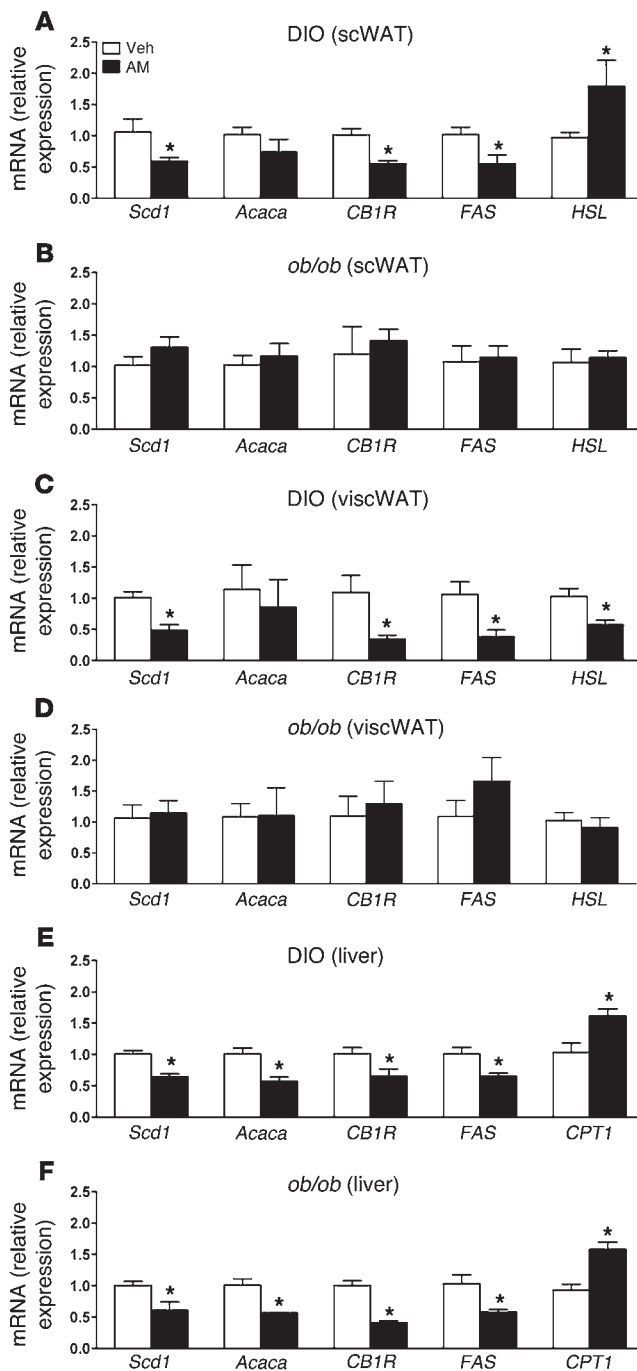 A
DIO (scWAT)
Veh
AM
mRNA (relative
expression)
2.5
2.0
1.5
1.0
0.5
0.0
*
*
*
*
Scd1 Acaca CB1R FAS HSL
B
ob/ob (scWAT)
mRNA (relative
expression)
2.5
2.0
1.5
1.0
0.5
0.0
Scd1 Acaca CB1R FAS HSL
C
DIO (viscWAT)
mRNA (relative
expression)
2.5
2.0
1.5
1.0
0.5
0.0
*
*
*
*
Scd1 Acaca CB1R FAS HSL
D
ob/ob (viscWAT)
mRNA (relative
expression)
2.5
2.0
1.5
1.0
0.5
0.0
Scd1 Acaca CB1R FAS HSL
E
DIO (liver)
mRNA (relative
expression)
2.5
2.0
1.5
1.0
0.5
0.0
*
*
*
*
*
Scd1 Acaca CB1R FAS CPT1
F
ob/ob (liver)
mRNA (relative
expression)
2.5
2.0
1.5
1.0
0.5
0.0
*
*
*
*
*
Scd1 Acaca CB1R FAS CPT1